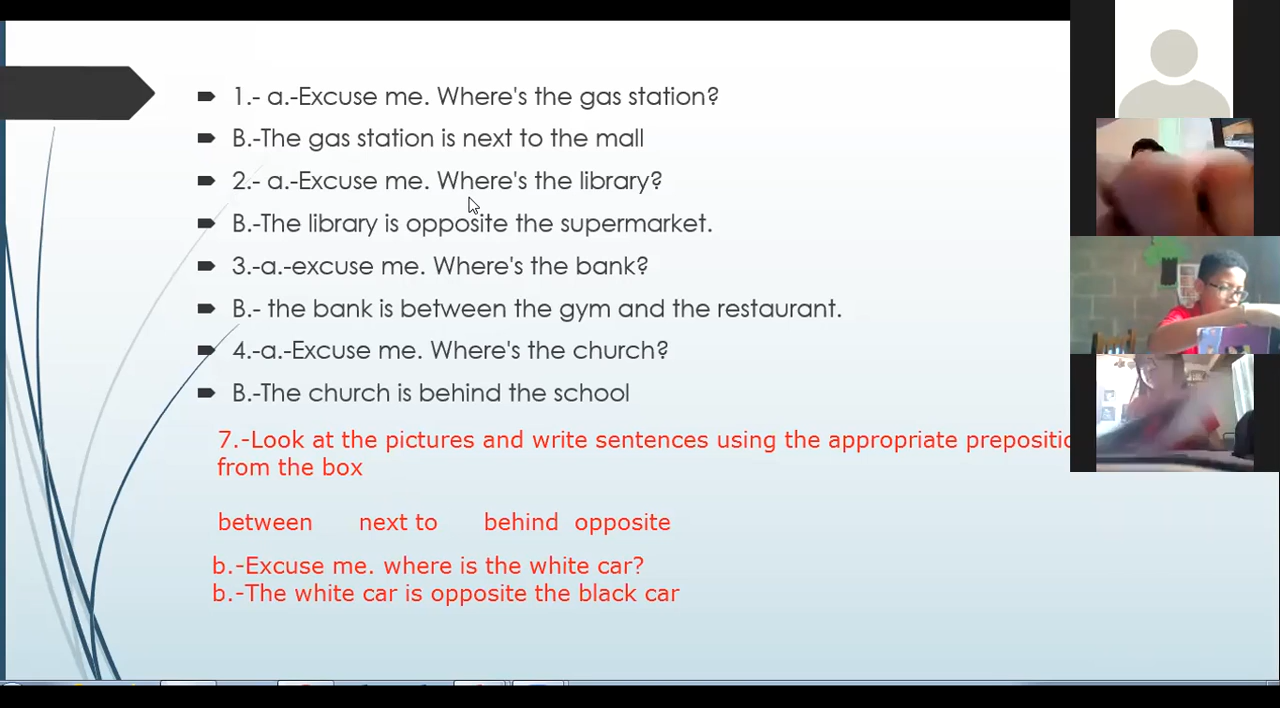 1.- a.-Excuse me. Where's the gas station?
B.-The gas station is next to the mall
2.- a.-Excuse me. Where's the library?
B.-The library is opposite the supermarket.
3.-a.-excuse me. Where's the bank?
B.- the bank is between the gym and the restaurant.
4.-a.-Excuse me. Where's the church?
B.-The church is behind the school
7.-Look at the pictures and write sentences using the appropriate
from the box
between next to behind opposite
b.-Excuse me. where is the white car?
b.-The white car is opposite the black car